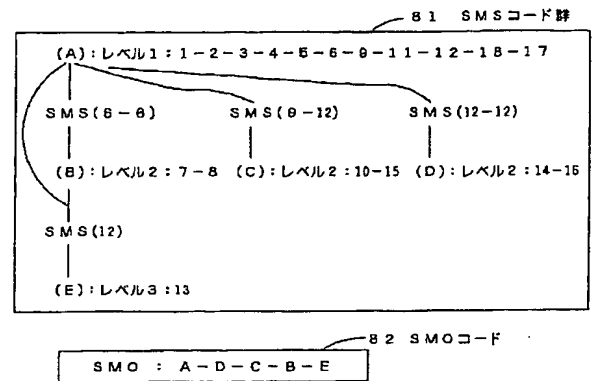 81 SMSコード群
(A):レベル1:1-2-3-4-5-6-9-11-12-18-17
SMS(6-6) SMS(9-12) SMS(12-12)
(B):レベル2:7-8 (C):レベル2:10-15 (D):レベル2:14-16
SMS(12)
(E):レベル3:13
82 SMOコード
SMO : A-D-C-B-E